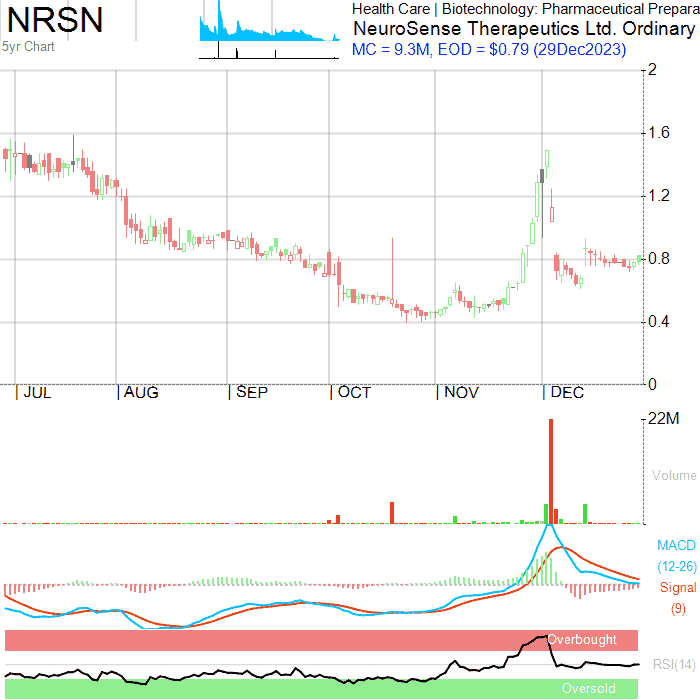 NRSN
5yr Chart
Health Care | Biotechnology: Pharmaceutical Prepara
NeuroSense Therapeutics Ltd. Ordinary
MC = 9.3M, EOD = $0.79 (29Dec2023)
2
1.6
1.2
0.8
0.4
0
| JUL | AUG | SEP | OCT | NOV | DEC
22M
Volume
MACD
(12-26)
Signal
(9)
Overbought
RSI(14)
Oversold